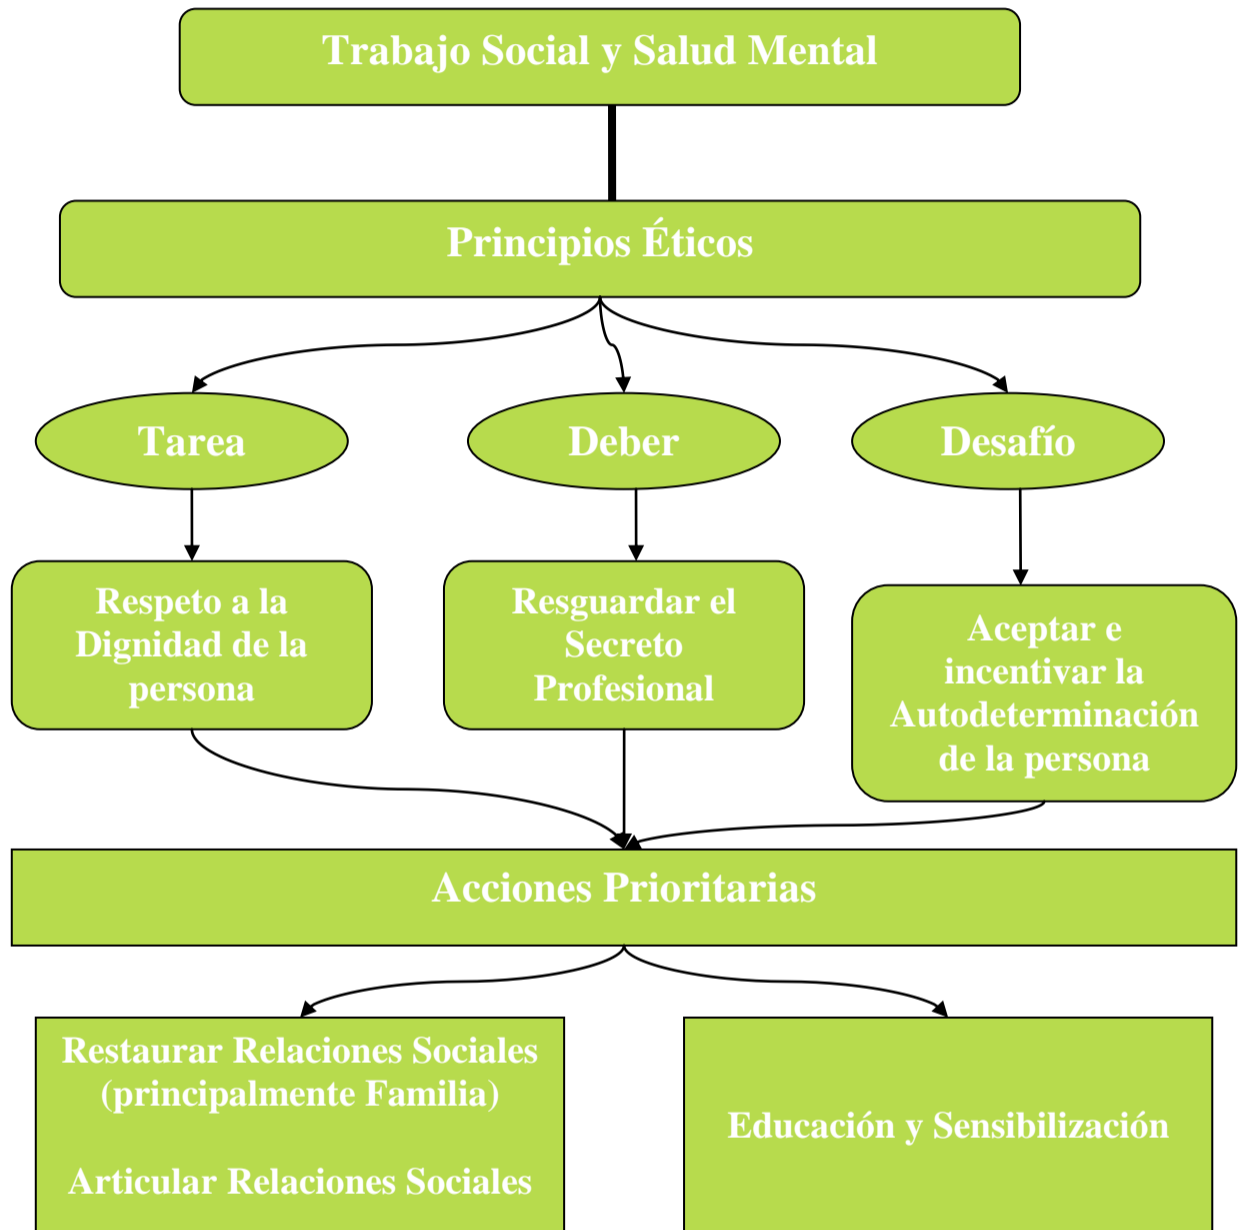 Trabajo Social y Salud Mental
Principios Éticos
Tarea
Deber
Desafío
Respeto a la
Dignidad de la
persona
Resguardar el
Secreto
Profesional
Aceptar e
incentivar la
Autodeterminación
de la persona
Acciones Prioritarias
Restaurar Relaciones Sociales
(principalmente Familia)
Articular Relaciones Sociales
Educación y Sensibilización